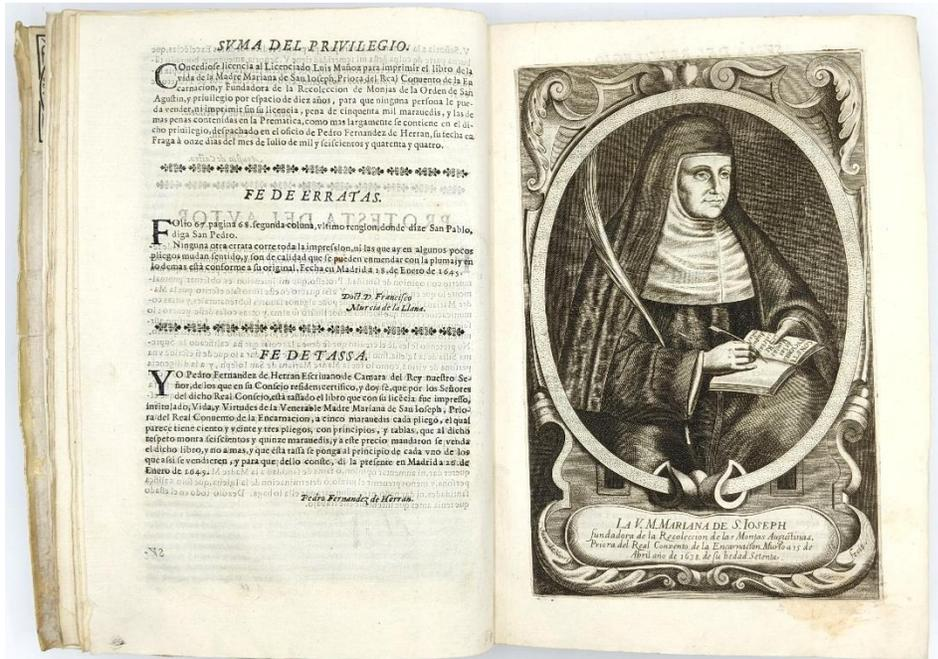 SVMA DEL PRIVILEGIO.
COncediose licencia al Licenciado Luis Muñoz para imprimir el libro de la
vida de la Madre Mariana de San Ioseph, Priora del Real Conuento de la En
carnacion, y Fundadora de la Recoleccion de Monjas de la Orden de San
Agustin, y priuilegio por espacio de diez años, para que ninguna persona le pue-
da vender, ni imprimir sin su licencia, pena de cinquenta mil marauedis, y las de
mas penas contenidas en la Prematica, como mas largamente se contiene en el di-
cho priuilegio, despachado en el oficio de Pedro Fernandez de Herran, su fecha en
Fraga à onze dias del mes de Iulio de mil y seiscientos y quarenta y quatro.
FE DE ERRATAS.
FOlio 67. pagina 68. segunda coluna, vltimo renglon, donde dize San Pablo,
diga San Pedro.
Ninguna otra errata corre toda la impression, ni las que ay en algunos pocos
pliegos mudan sentido, y son de calidad que se pueden enmendar con la pluma; y en
lo demas està conforme a su original. Fecha en Madrid a 18. de Enero de 1645.
Doct. D. Francisco
Murcia de la Llana.
FE DE TASSA.
YO Pedro Fernandez de Herran Escriuano de Camara del Rey nuestro Se-
ñor, de los que en su Consejo residen, certifico, y doy fè, que por los Señores
del dicho Real Consejo, està tassado el libro que con su licẽcia fue impresso,
intitulado, Vida, y Virtudes de la Venerable Madre Mariana de San Ioseph, Prio-
ra del Real Conuento de la Encarnacion, a cinco marauedis cada pliego, el qual
parece tiene ciento y veinte y tres pliegos, con principios, y tablas, que al dicho
respeto monta seiscientos y quinze marauedis, y a este precio mandaron se venda
el dicho libro, y no a mas, y que esta tassa se ponga al principio de cada vno de los
que assi se vendieren, y para que dello conste, di la presente en Madrid a 28. de
Enero de 1645.
Pedro Fernandez de Herran.
LA V. M. MARIANA DE S. IOSEPH
fundadora de la Recoleccion de las Monjas Augustinas,
Priora del Real Conuento de la Encarnacion. Murio a 15 de
Abril año de 1638. de su hedad Setenta.